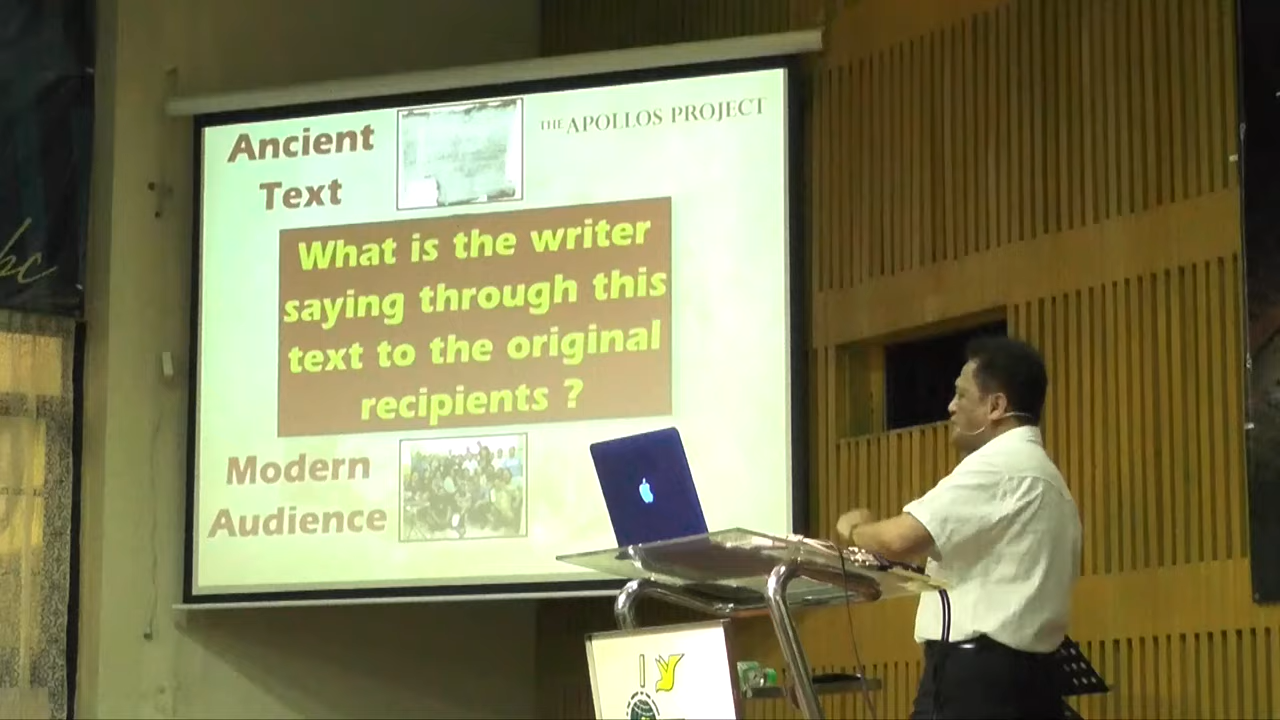 Ancient
Text
THE APOLLOS PROJECT
What is the writer
saying through this
text to the original
recipients ?
Modern
Audience